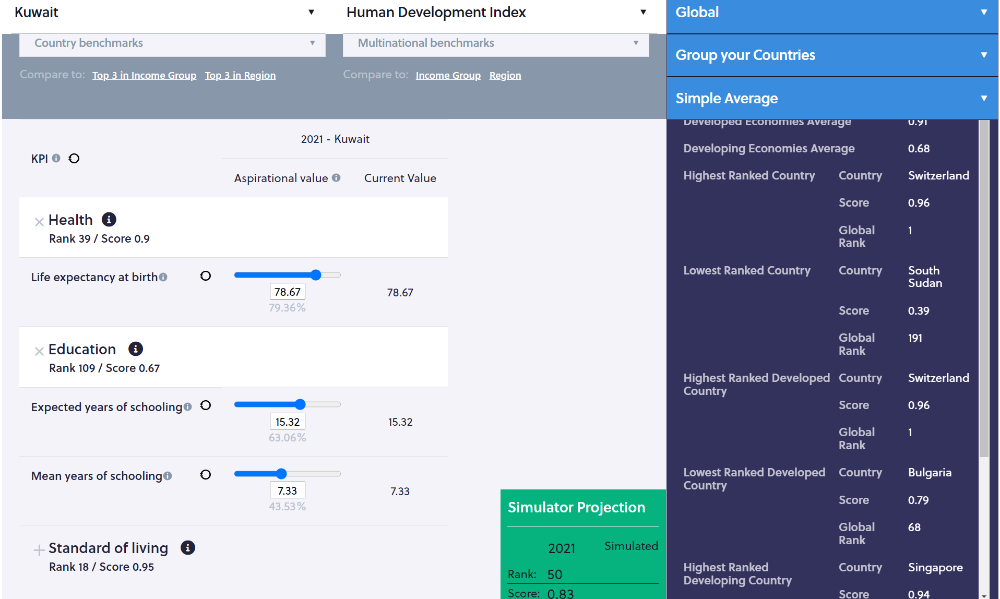 Kuwait
Human Development Index
Country benchmarks
Multinational benchmarks
Compare to: Top 3 in Income Group Top 3 in Region
Compare to: Income Group Region
2021 - Kuwait
KPI
Aspirational value
Current Value
Health
Rank 39 / Score 0.9
Life expectancy at birth
78.67
79.36%
78.67
Education
Rank 109 / Score 0.67
Expected years of schooling
15.32
63.06%
15.32
Mean years of schooling
7.33
43.53%
7.33
Standard of living
Rank 18 / Score 0.95
Simulator Projection
2021 Simulated
Rank: 50
Score: 0.83
Global
Group your Countries
Simple Average
Developed Economies Average 0.91
Developing Economies Average 0.68
Highest Ranked Country Country Switzerland
Score 0.96
Global Rank 1
Lowest Ranked Country Country South Sudan
Score 0.39
Global Rank 191
Highest Ranked Developed Country Country Switzerland
Score 0.96
Global Rank 1
Lowest Ranked Developed Country Country Bulgaria
Score 0.79
Global Rank 68
Highest Ranked Developing Country Country Singapore
Score 0.94